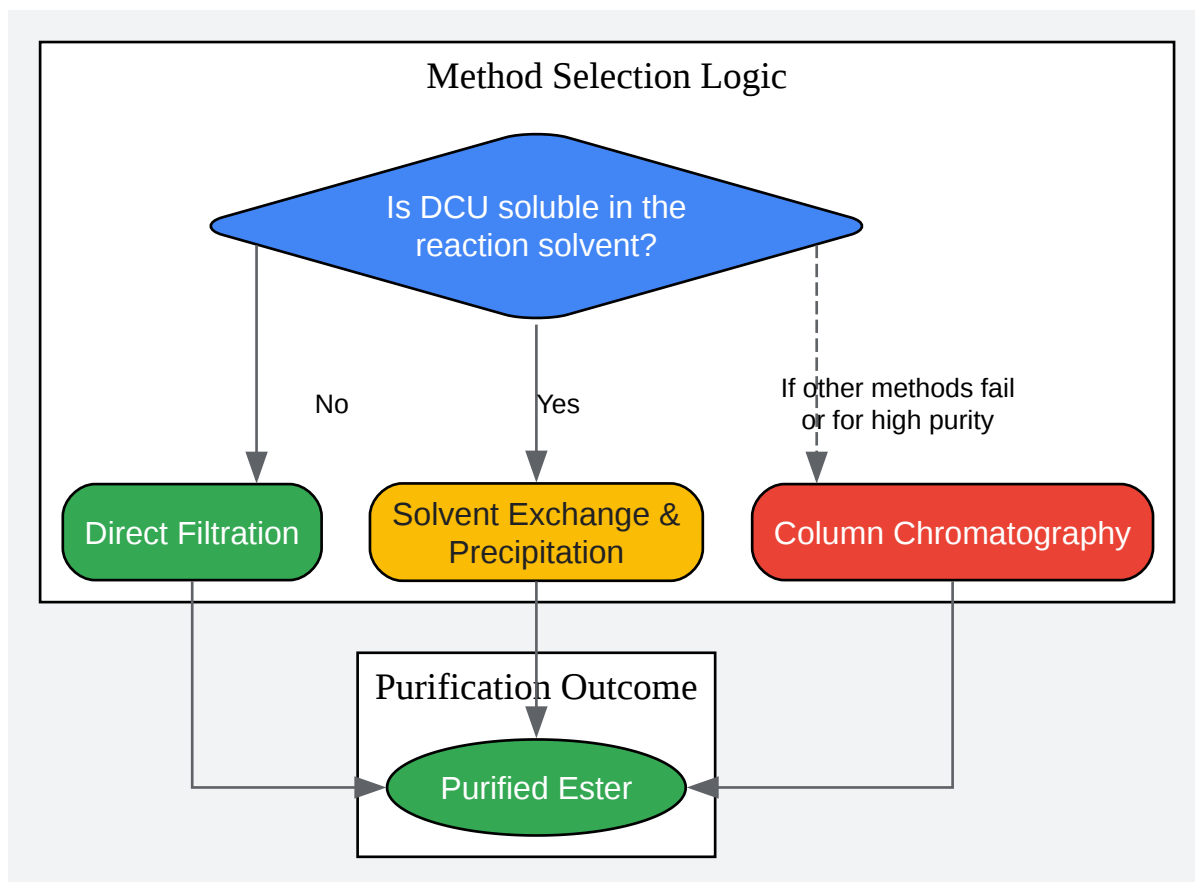 Method Selection Logic
Is DCU soluble in the
reaction solvent?
No
Yes
If other methods fail
or for high purity
Direct Filtration
Solvent Exchange &
Precipitation
Column Chromatography
Purification Outcome
Purified Ester